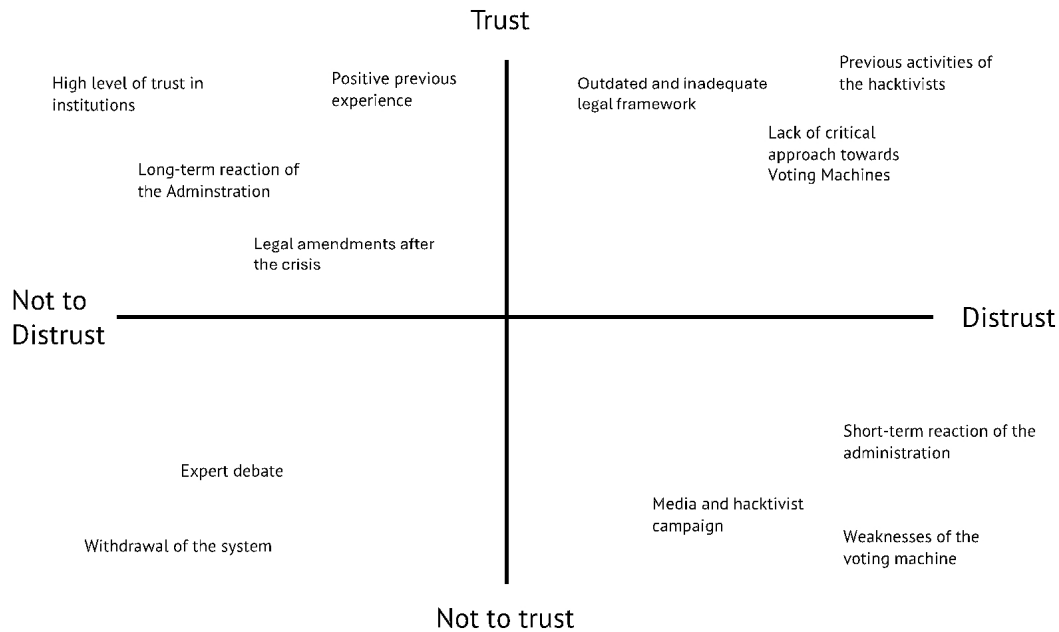 Trust
High level of trust in
institutions
Positive previous
experience
Outdated and inadequate
legal framework
Previous activities of
the hacktivists
Lack of critical
approach towards
Voting Machines
Long-term reaction of
the Adminstration
Legal amendments after
the crisis
Not to
Distrust
Distrust
Short-term reaction of the
administration
Expert debate
Media and hacktivist
campaign
Withdrawal of the system
Weaknesses of the
voting machine
Not to trust